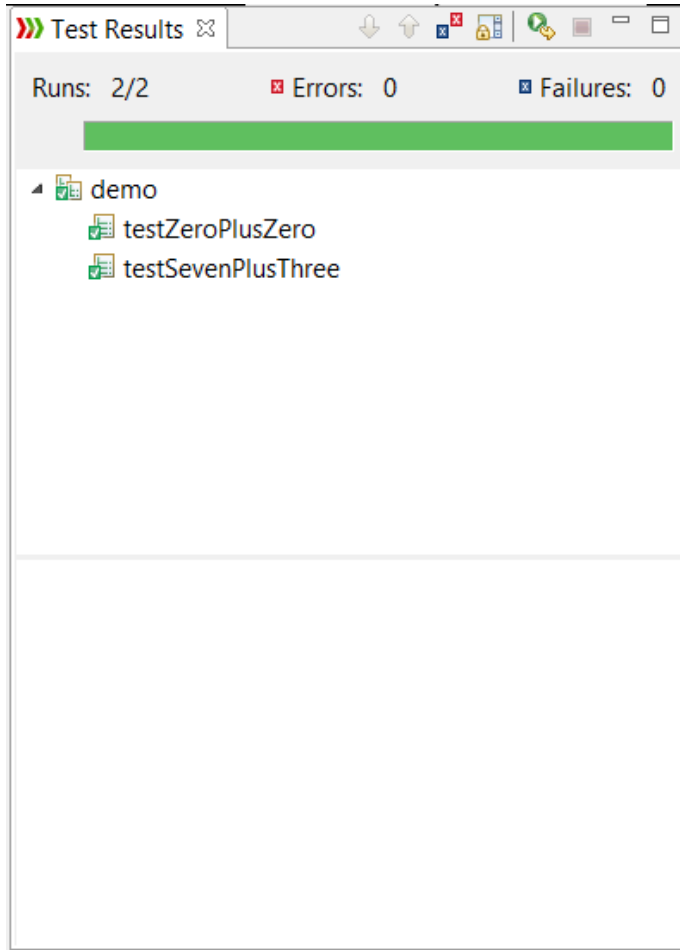 Test Results
Runs: 2/2 Errors: 0 Failures: 0
demo
testZeroPlusZero
testSevenPlusThree